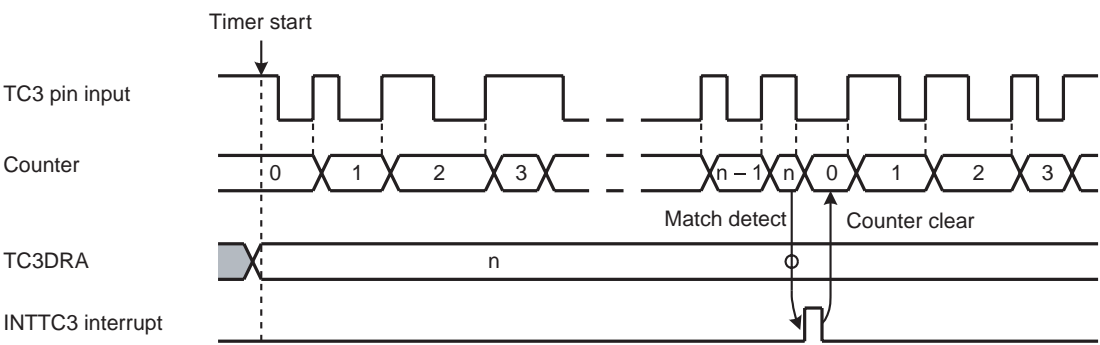 Timer start
TC3 pin input
Counter
0 1 2 3 n – 1 n 0 1 2 3
Match detect
Counter clear
TC3DRA
n
INTTC3 interrupt